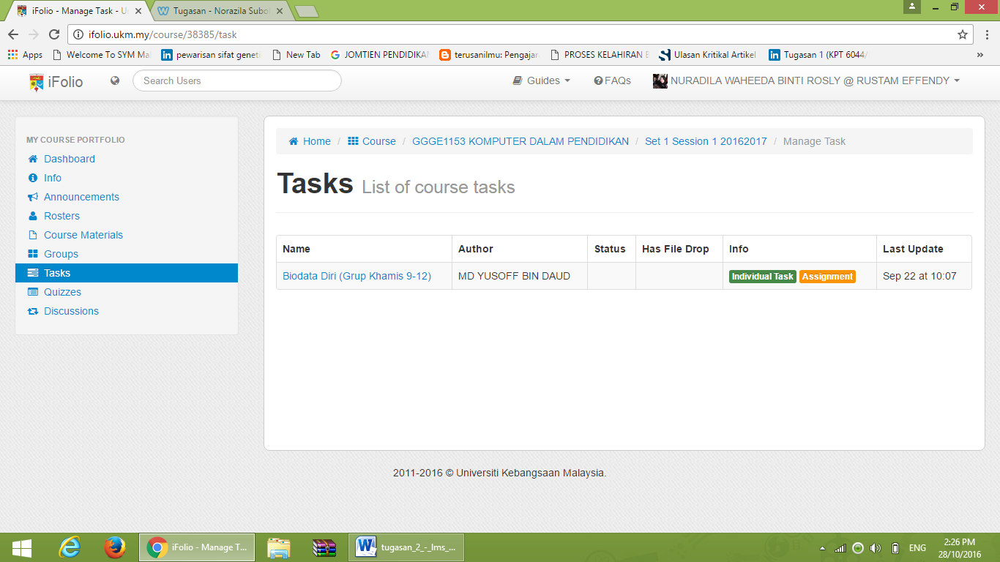 iFolio - Manage Task - U
Tugasan - Norazila Subo
ifolio.ukm.my/course/38385/task
Apps
Welcome To SYM Mal
pewarisan sifat geneti
New Tab
JOMTIEN PENDIDIKAN
terusanilmu: Pengajar
PROSES KELAHIRAN B
Ulasan Kritikal Artikel
Tugasan 1 (KPT 6044/
»
iFolio
Search Users
Guides
FAQs
NURADILA WAHEEDA BINTI ROSLY @ RUSTAM EFFENDY
MY COURSE PORTFOLIO
Dashboard
Info
Announcements
Rosters
Course Materials
Groups
Tasks
Quizzes
Discussions
Home / Course / GGGE1153 KOMPUTER DALAM PENDIDIKAN / Set 1 Session 1 20162017 / Manage Task
Tasks List of course tasks
Name Author Status Has File Drop Info Last Update
Biodata Diri (Grup Khamis 9-12) MD YUSOFF BIN DAUD Individual Task Assignment Sep 22 at 10:07
2011-2016 © Universiti Kebangsaan Malaysia.
iFolio - Manage T...
tugasan_2_-_lms_...
ENG
2:26 PM
28/10/2016